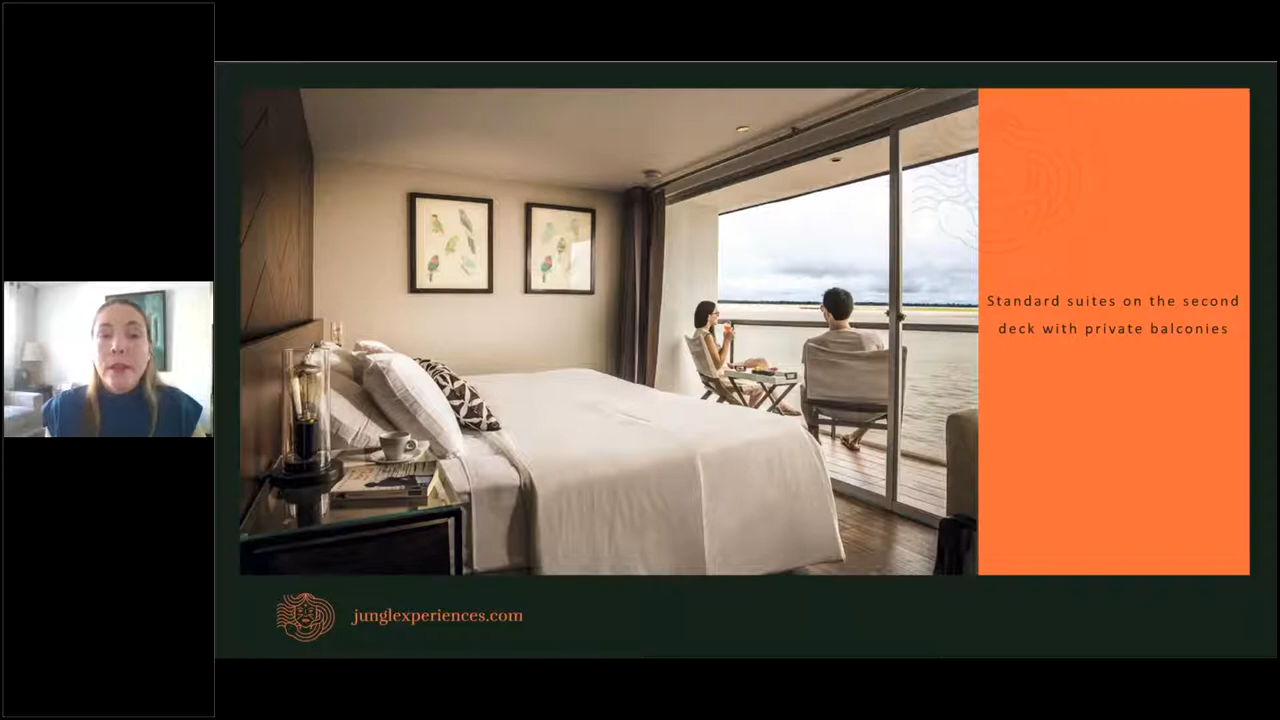 Standard suites on the second
deck with private balconies
junglexperiences.com